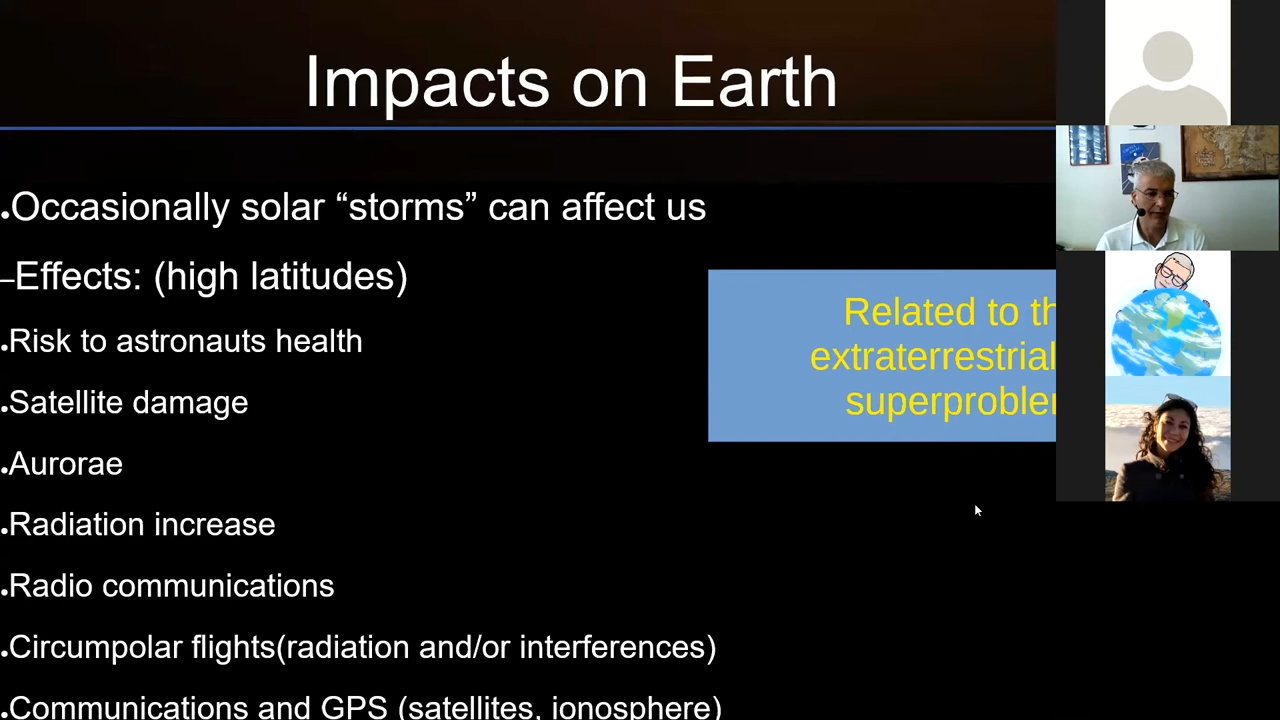 Impacts on Earth
Occasionally solar “storms” can affect us
–Effects: (high latitudes)
Risk to astronauts health
Satellite damage
Aurorae
Radiation increase
Radio communications
Circumpolar flights(radiation and/or interferences)
Communications and GPS (satellites, ionosphere)
Related to th
extraterrestrial
superproble